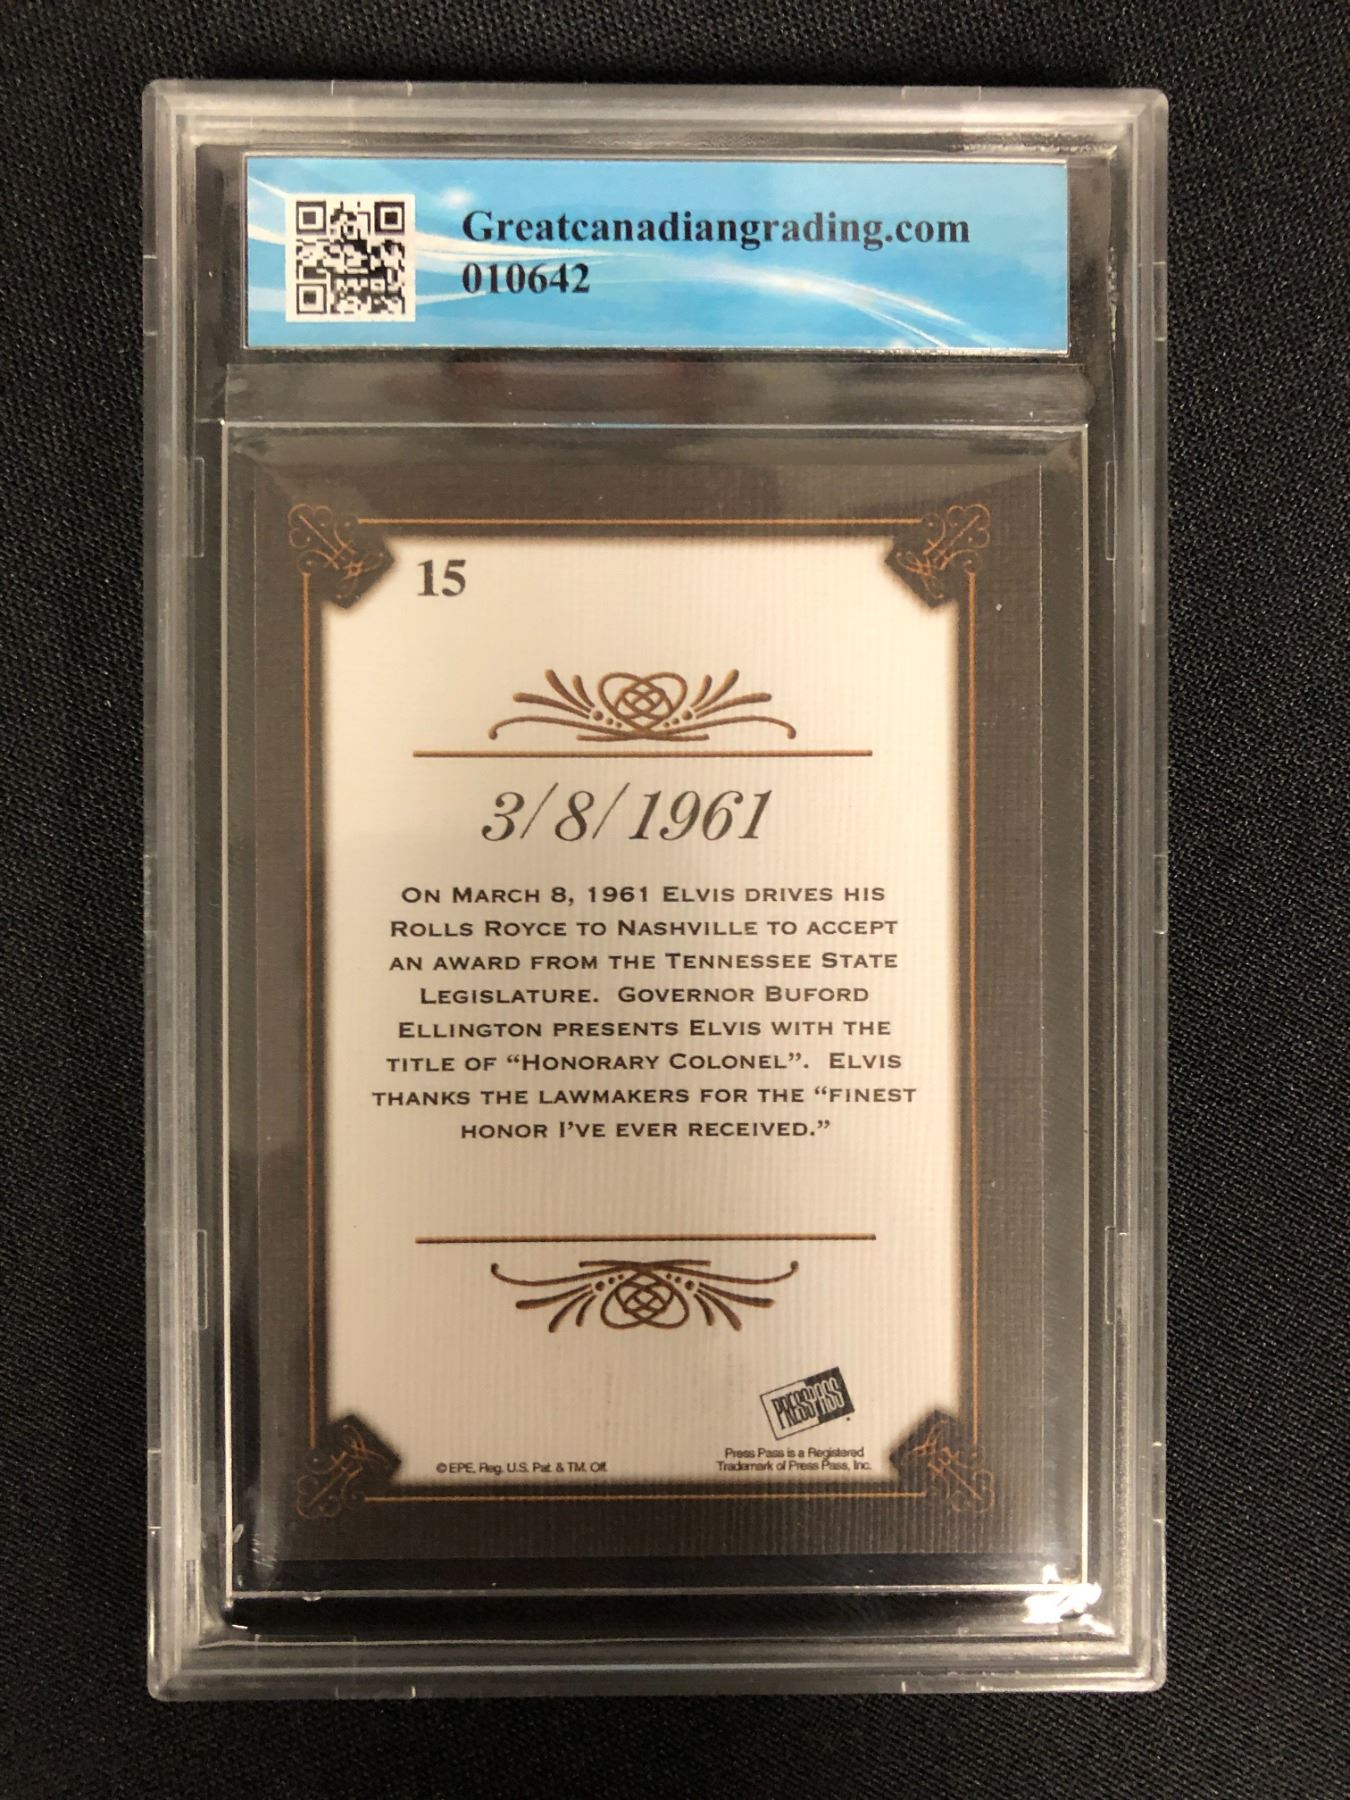 Greatcanadiangrading.com
010642
15
3/8/1961
ON MARCH 8, 1961 ELVIS DRIVES HIS
ROLLS ROYCE TO NASHVILLE TO ACCEPT
AN AWARD FROM THE TENNESSEE STATE
LEGISLATURE. GOVERNOR BUFORD
ELLINGTON PRESENTS ELVIS WITH THE
TITLE OF “HONORARY COLONEL”. ELVIS
THANKS THE LAWMAKERS FOR THE “FINEST
HONOR I’VE EVER RECEIVED.”
PRESS PASS
Press Pass is a Registered
Trademark of Press Pass, Inc.
© EPE, Reg. U.S. Pat. & TM. Off.